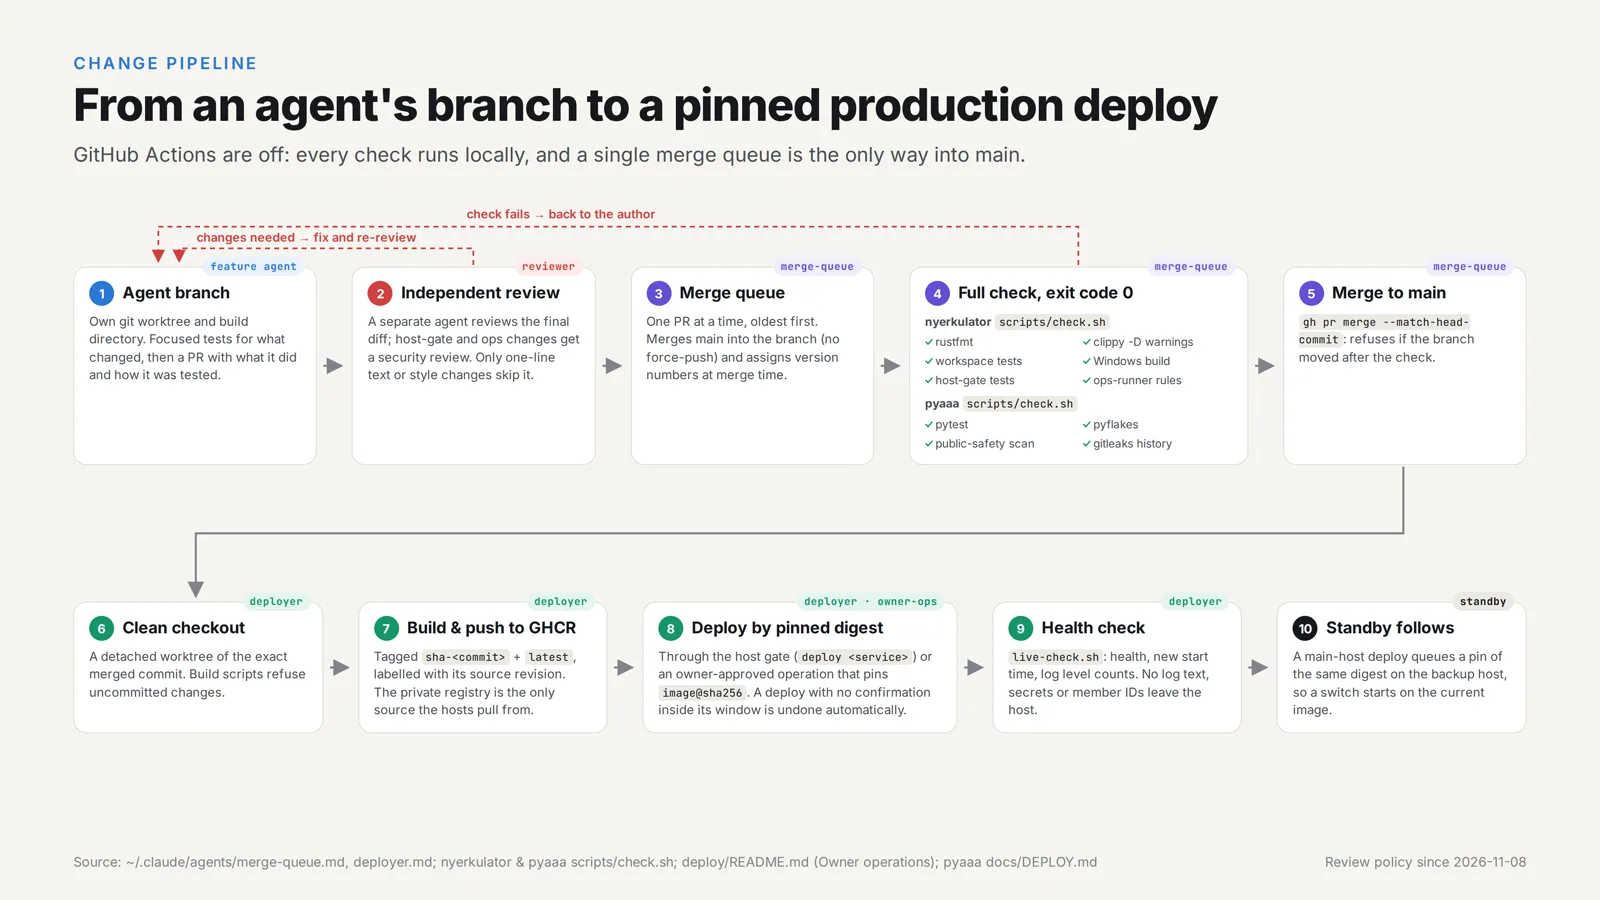 CHANGE PIPELINE
From an agent's branch to a pinned production deploy
GitHub Actions are off: every check runs locally, and a single merge queue is the only way into main.
check fails → back to the author
changes needed → fix and re-review
feature agent
1 Agent branch
Own git worktree and build
directory. Focused tests for what
changed, then a PR with what it did
and how it was tested.
reviewer
2 Independent review
A separate agent reviews the final
diff; host-gate and ops changes get
a security review. Only one-line
text or style changes skip it.
merge-queue
3 Merge queue
One PR at a time, oldest first.
Merges main into the branch (no
force-push) and assigns version
numbers at merge time.
merge-queue
4 Full check, exit code 0
nyerkulator scripts/check.sh
✓ rustfmt ✓ clippy -D warnings
✓ workspace tests ✓ Windows build
✓ host-gate tests ✓ ops-runner rules
pyaaa scripts/check.sh
✓ pytest ✓ pyflakes
✓ public-safety scan ✓ gitleaks history
merge-queue
5 Merge to main
gh pr merge --match-head-
commit : refuses if the branch
moved after the check.
deployer
6 Clean checkout
A detached worktree of the exact
merged commit. Build scripts refuse
uncommitted changes.
deployer
7 Build & push to GHCR
Tagged sha-<commit> + latest,
labelled with its source revision.
The private registry is the only
source the hosts pull from.
deployer · owner-ops
8 Deploy by pinned digest
Through the host gate (deploy <service>) or
an owner-approved operation that pins
image@sha256. A deploy with no confirmation
inside its window is undone automatically.
deployer
9 Health check
live-check.sh: health, new start
time, log level counts. No log text,
secrets or member IDs leave the
host.
standby
10 Standby follows
A main-host deploy queues a pin of
the same digest on the backup host,
so a switch starts on the current
image.
Source: ~/.claude/agents/merge-queue.md, deployer.md; nyerkulator & pyaaa scripts/check.sh; deploy/README.md (Owner operations); pyaaa docs/DEPLOY.md
Review policy since 2026-11-08